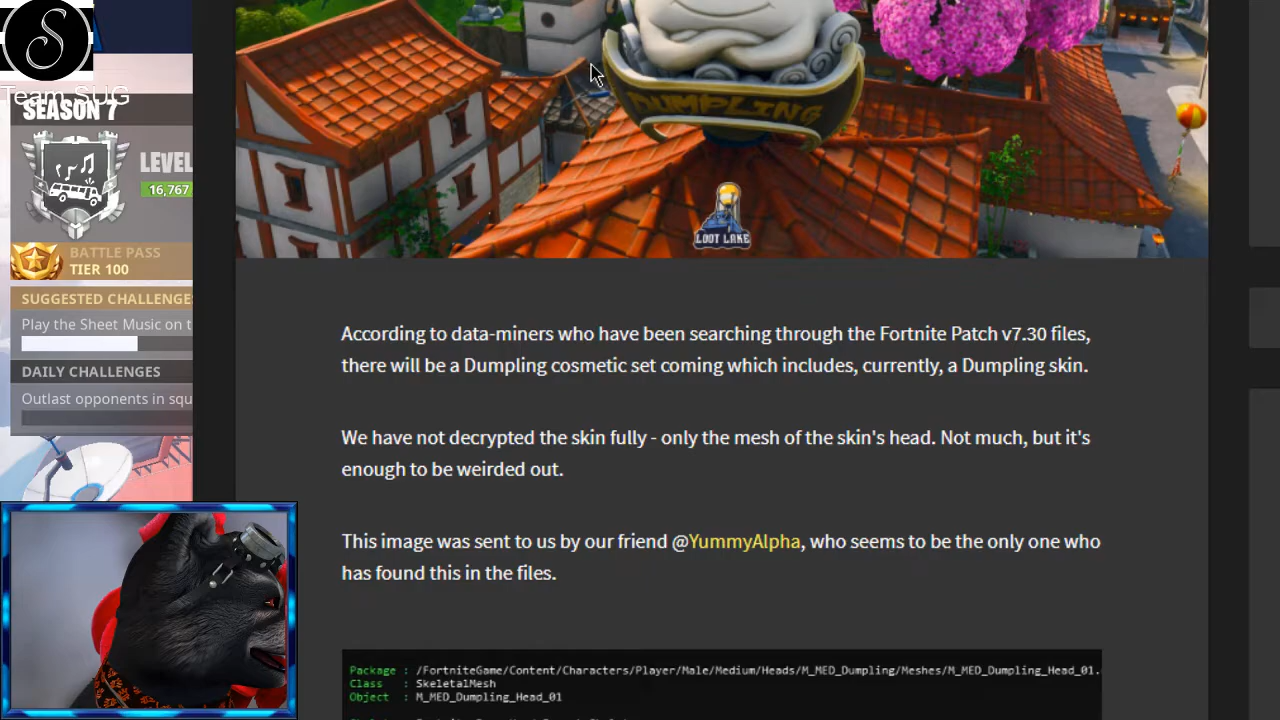 S
Team SUG
SEASON 7
LEVEL
16,767
BATTLE PASS
TIER 100
SUGGESTED CHALLENGES
Play the Sheet Music on t
DAILY CHALLENGES
Outlast opponents in squ
DUMPLING
LOOT LAKE
According to data-miners who have been searching through the Fortnite Patch v7.30 files,
there will be a Dumpling cosmetic set coming which includes, currently, a Dumpling skin.
We have not decrypted the skin fully - only the mesh of the skin's head. Not much, but it's
enough to be weirded out.
This image was sent to us by our friend @YummyAlpha, who seems to be the only one who
has found this in the files.
Package : /FortniteGame/Content/Characters/Player/Male/Medium/Heads/M_MED_Dumpling/Meshes/M_MED_Dumpling_Head_01.
Class : SkeletalMesh
Object : M_MED_Dumpling_Head_01